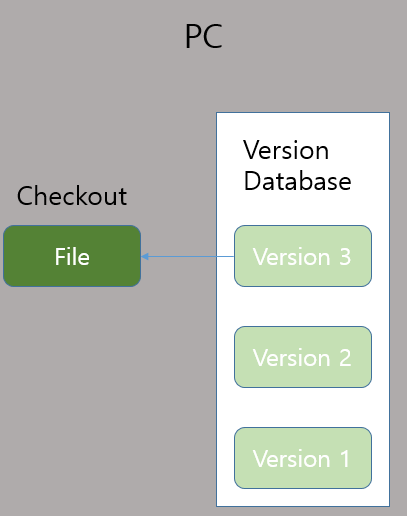 PC
Version
Database
Checkout
File
Version 3
Version 2
Version 1